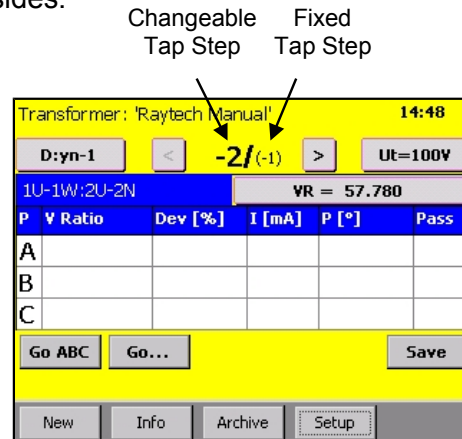 sides:
Changeable Fixed
Tap Step Tap Step
Transformer: 'Raytech Manual' 14:48
D:yn-1 < -2/(-1) > Ut=100V
1U-1W:2U-2N VR = 57.780
P V Ratio Dev [%] I [mA] P [°] Pass
A
B
C
Go ABC Go... Save
New Info Archive Setup